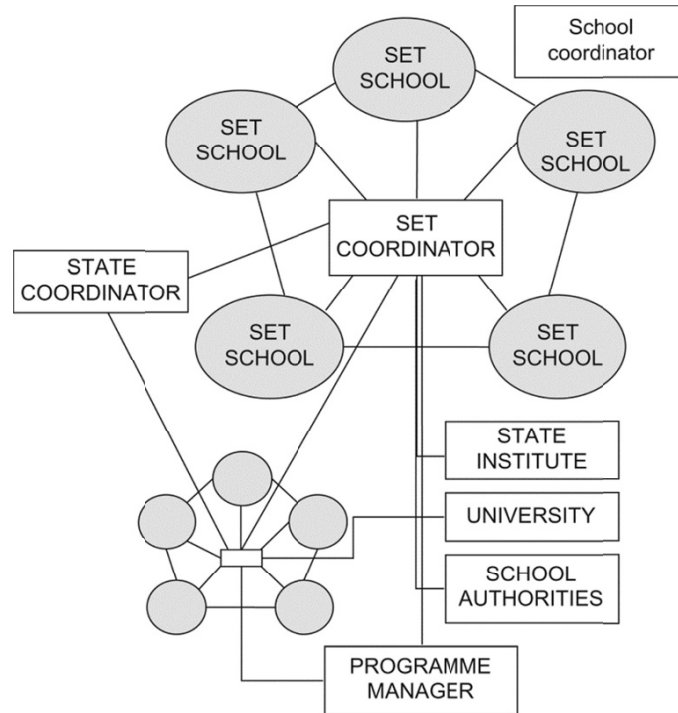 School
coordinator
SET
SCHOOL
SET
SCHOOL
SET
SCHOOL
SET
COORDINATOR
STATE
COORDINATOR
SET
SCHOOL
SET
SCHOOL
STATE
INSTITUTE
UNIVERSITY
SCHOOL
AUTHORITIES
PROGRAMME
MANAGER